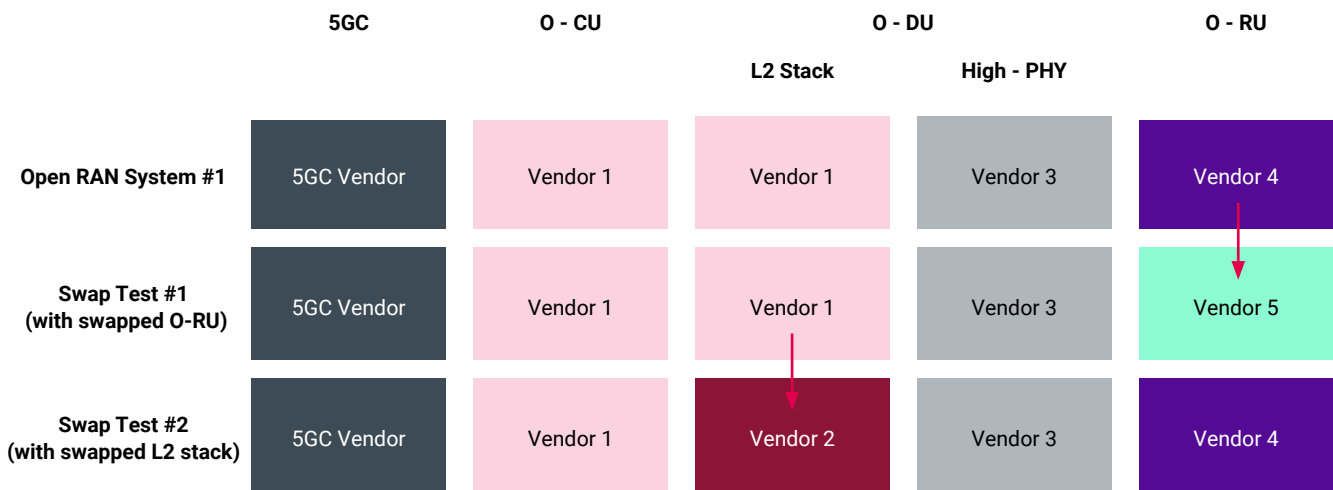 5GC O - CU O - DU O - RU
L2 Stack High - PHY
Open RAN System #1 5GC Vendor Vendor 1 Vendor 1 Vendor 3 Vendor 4
Swap Test #1
(with swapped O-RU) 5GC Vendor Vendor 1 Vendor 1 Vendor 3 Vendor 5
Swap Test #2
(with swapped L2 stack) 5GC Vendor Vendor 1 Vendor 2 Vendor 3 Vendor 4